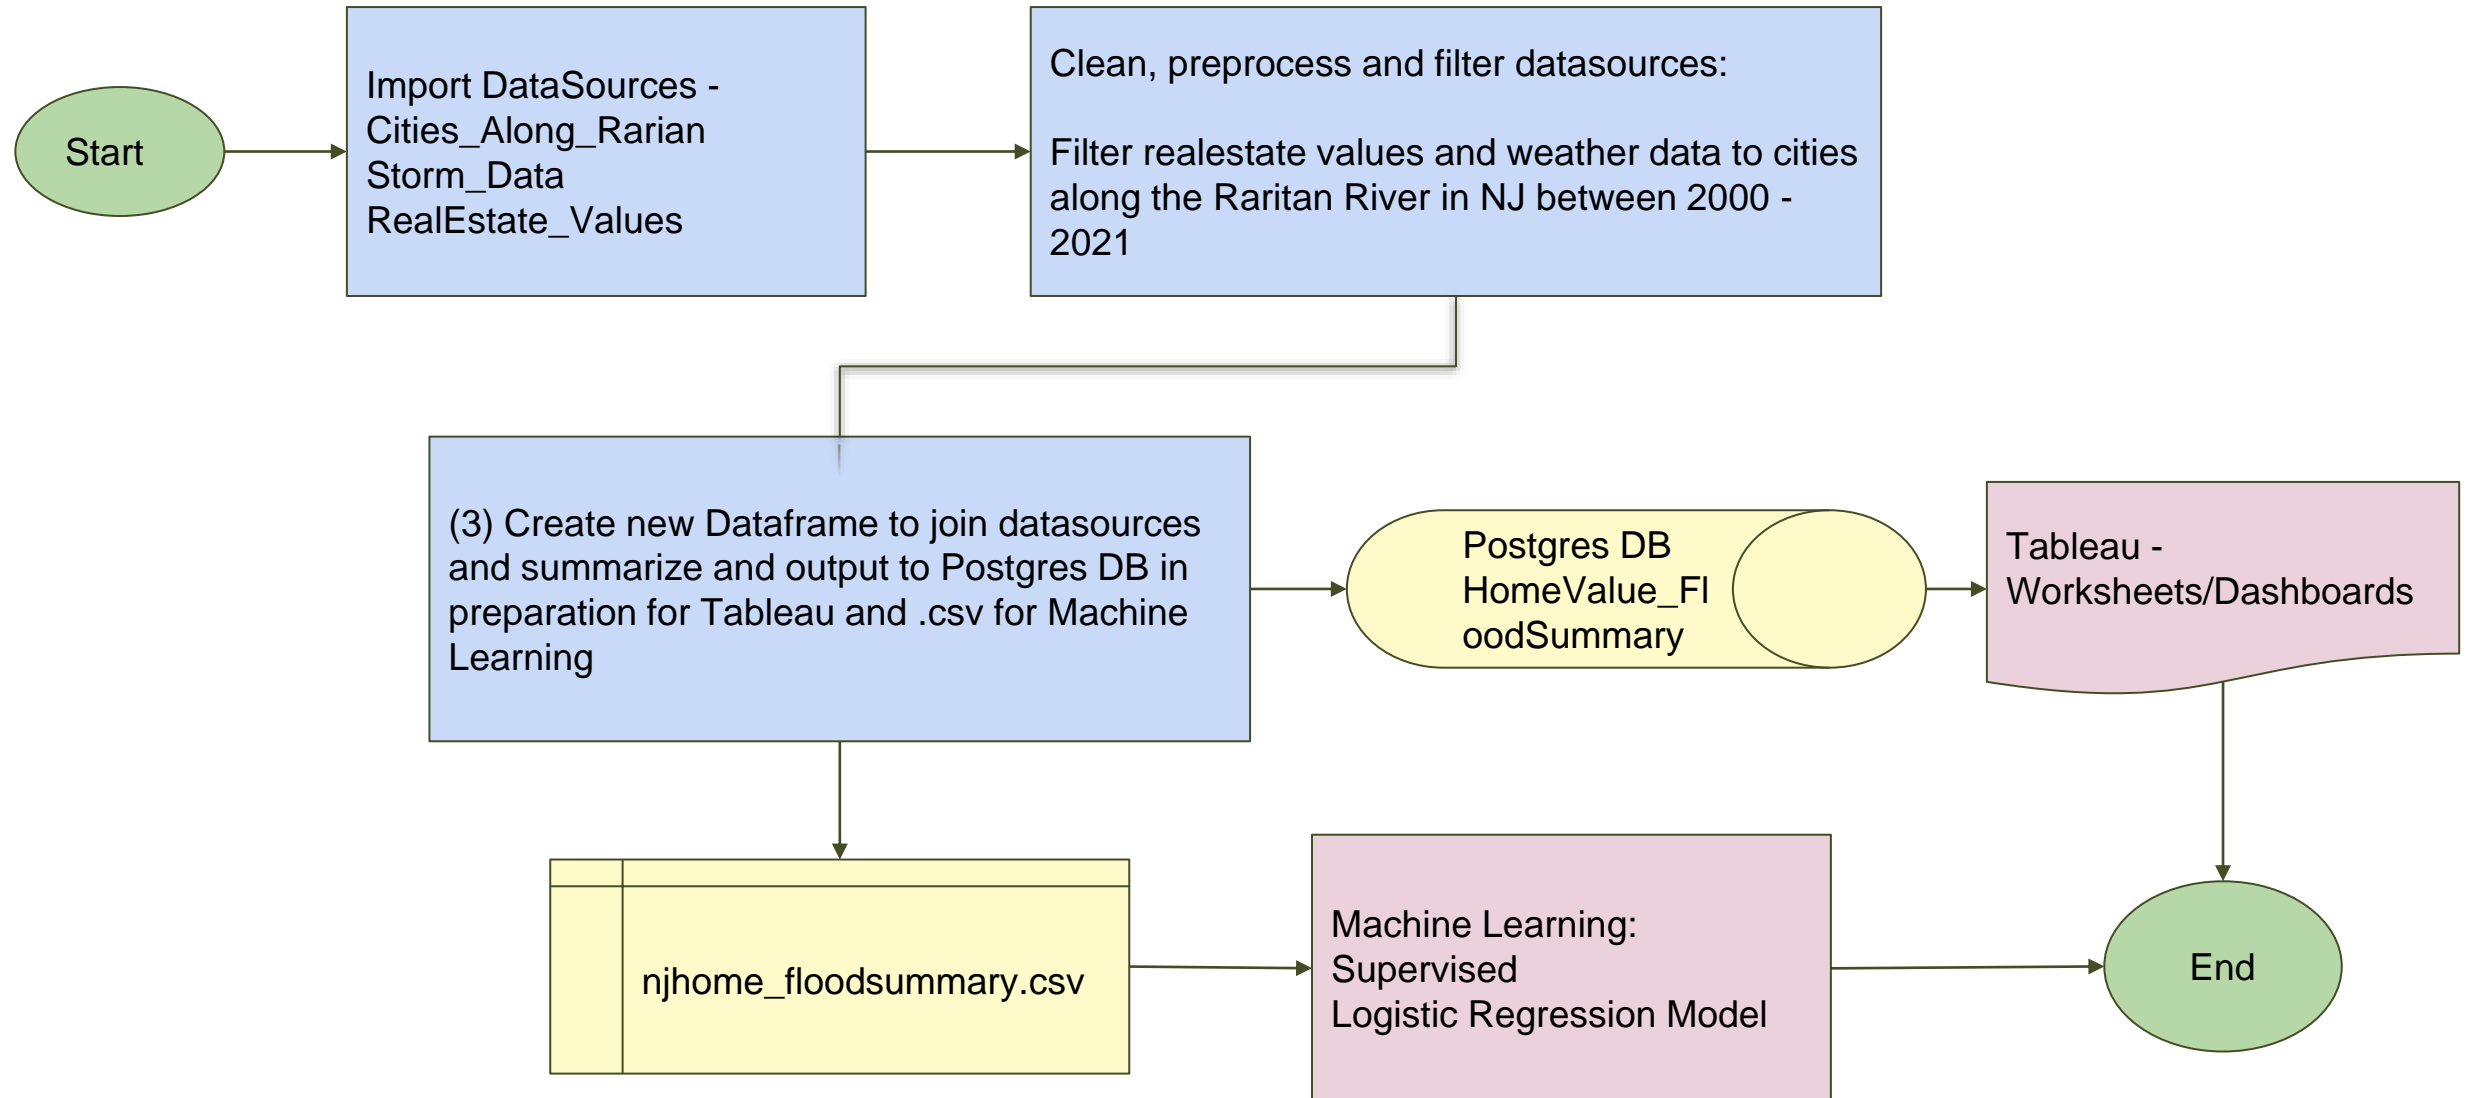 Start
Import DataSources -
Cities_Along_Rarian
Storm_Data
RealEstate_Values
Clean, preprocess and filter datasources:
Filter realestate values and weather data to cities
along the Raritan River in NJ between 2000 -
2021
(3) Create new Dataframe to join datasources
and summarize and output to Postgres DB in
preparation for Tableau and .csv for Machine
Learning
Postgres DB
HomeValue_Fl
oodSummary
Tableau -
Worksheets/Dashboards
njhome_floodsummary.csv
Machine Learning:
Supervised
Logistic Regression Model
End